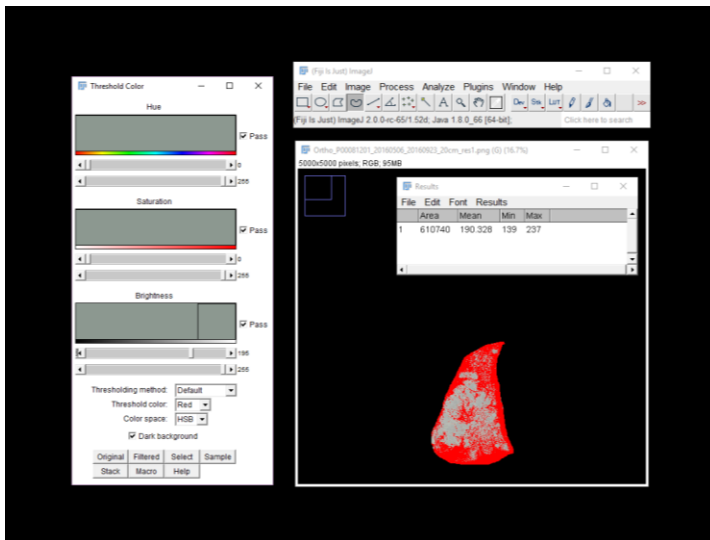 Threshold Color
Hue
Pass
0
255
Saturation
Pass
0
255
Brightness
Pass
195
255
Thresholding method: Default
Threshold color: Red
Color space: HSB
Dark background
Original Filtered Select Sample
Stack Macro Help
(Fiji Is Just) ImageJ
File Edit Image Process Analyze Plugins Window Help
Dev Stk LUT >>
(Fiji Is Just) ImageJ 2.0.0-rc-65/1.52d; Java 1.8.0_66 [64-bit]; Click here to search
Ortho_P00081201_20160506_20160923_20cm_res1.png (G) (16.7%)
5000x5000 pixels; RGB; 95MB
Results
File Edit Font Results
Area Mean Min Max
1 610740 190.328 139 237